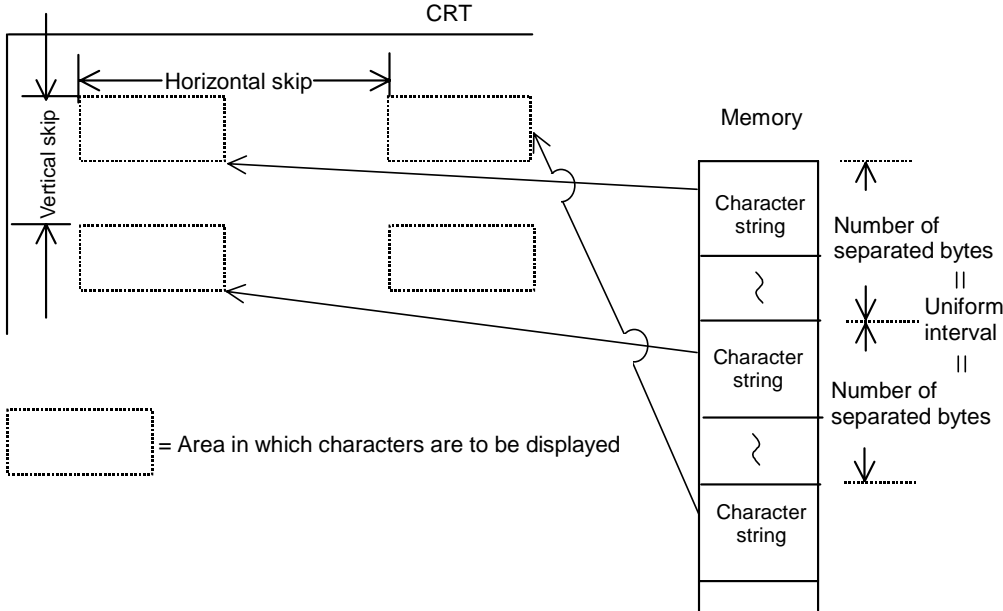 CRT
Horizontal skip
Vertical skip
Memory
Character
string
Number of
separated bytes
=
Uniform
interval
=
Character
string
Number of
separated bytes
= Area in which characters are to be displayed
Character
string